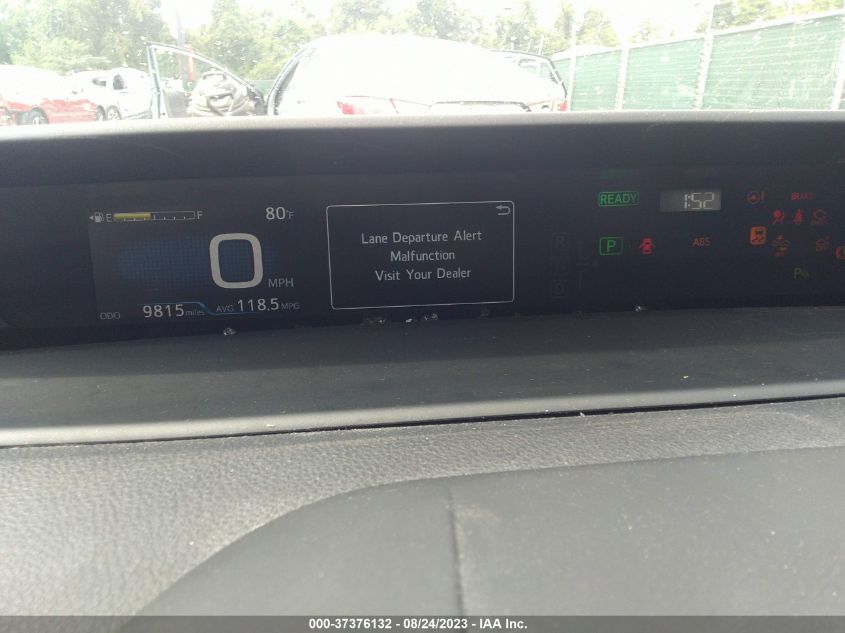 E F 80°F
0 MPH
ODO 9815 miles AVG. 118.5 MPG
Lane Departure Alert
Malfunction
Visit Your Dealer
READY 1:52 BRAKE
P ABS
R
N
D
P
000-37376132 - 08/24/2023 - IAA Inc.